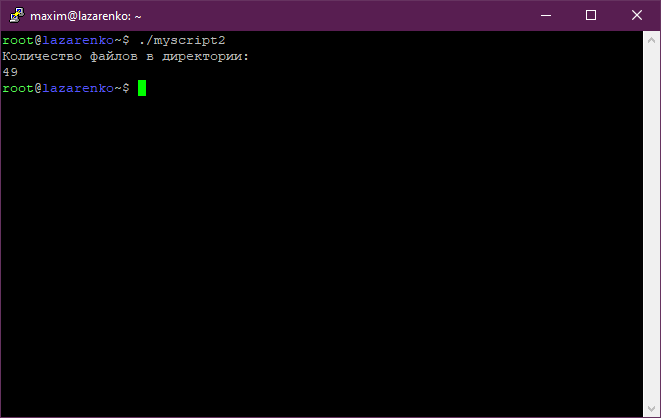 maxim@lazarenko: ~
root@lazarenko~$ ./myscript2
Количество файлов в директории:
49
root@lazarenko~$